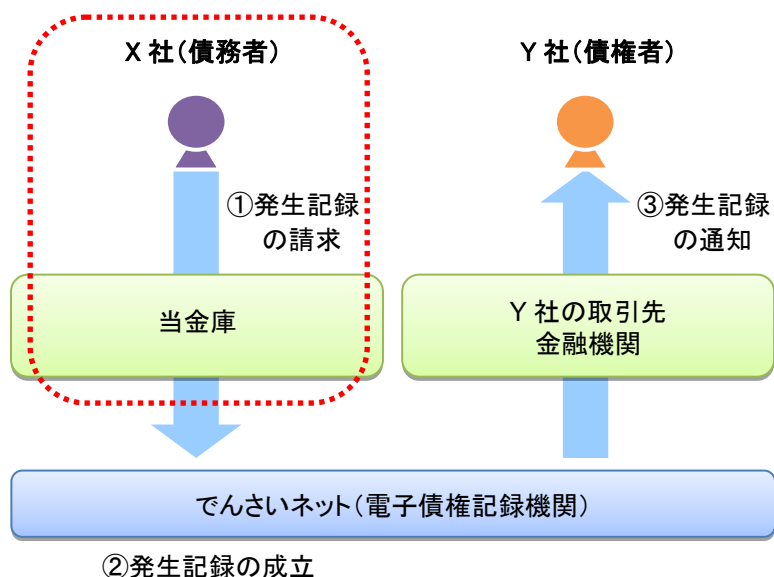 X 社（債務者）
Y 社（債権者）
①発生記録
の請求
③発生記録
の通知
当金庫
Y 社の取引先
金融機関
でんさいネット（電子債権記録機関）
②発生記録の成立